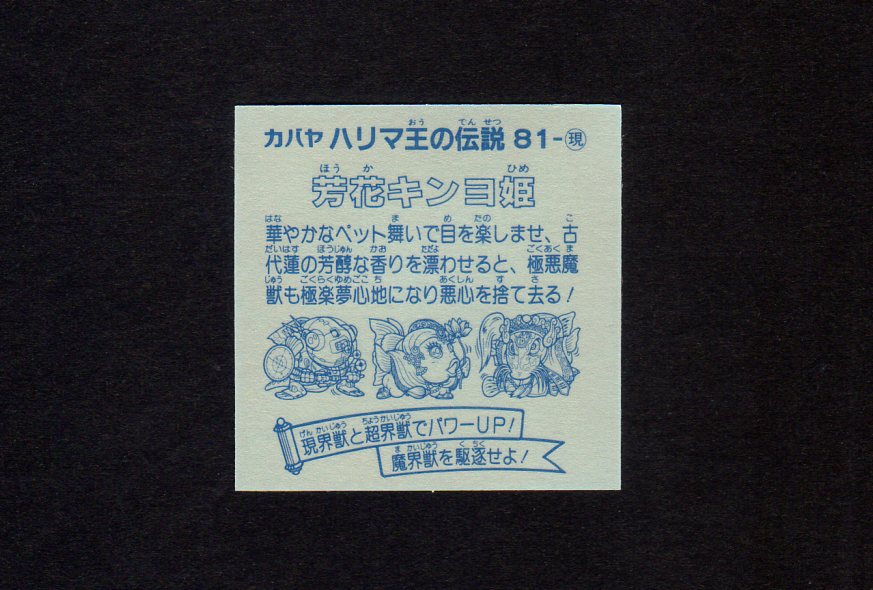 カバヤ ハリマ王の伝説 81-㊝現
芳花キンヨ姫
華やかなペット舞いで目を楽しませ、古
代蓮の芳醇な香りを漂わせると、極悪魔
獣も極楽夢心地になり悪心を捨て去る!
現界獣と超界獣でパワーUP!
魔界獣を駆逐せよ!